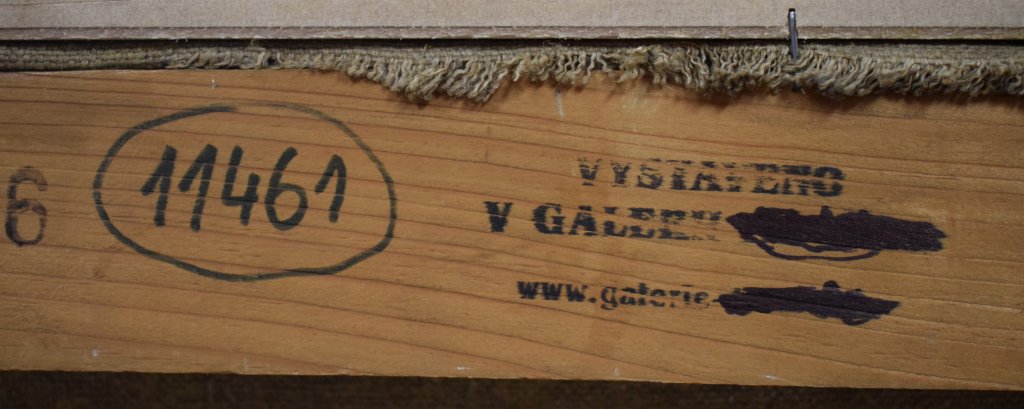 6
11461
VYSTAVENO
V GALERII
www.galerie